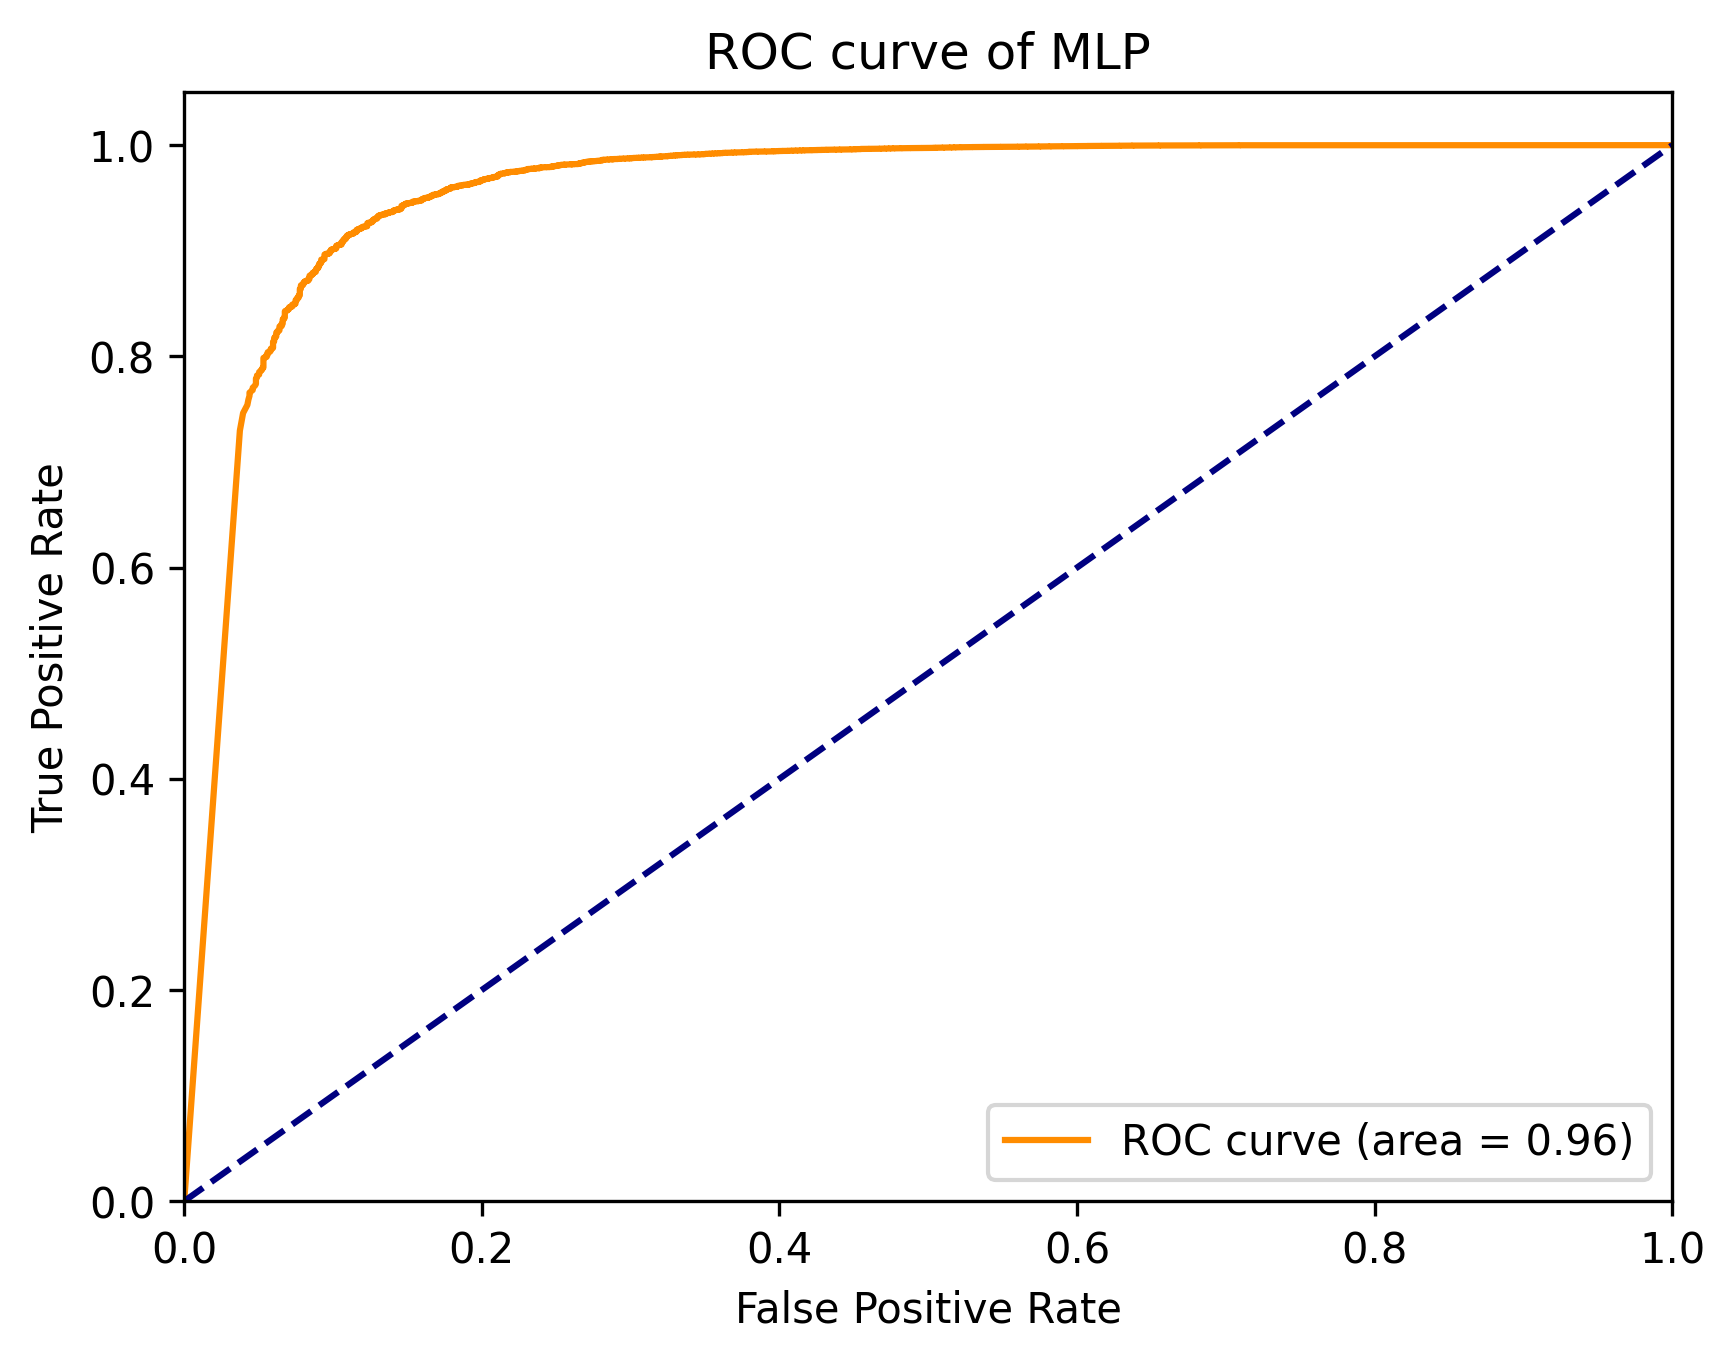 ROC curve of MLP
1.0
0.8
0.6
0.4
0.2
0.0
True Positive Rate
ROC curve (area = 0.96)
0.0 0.2 0.4 0.6 0.8 1.0
False Positive Rate